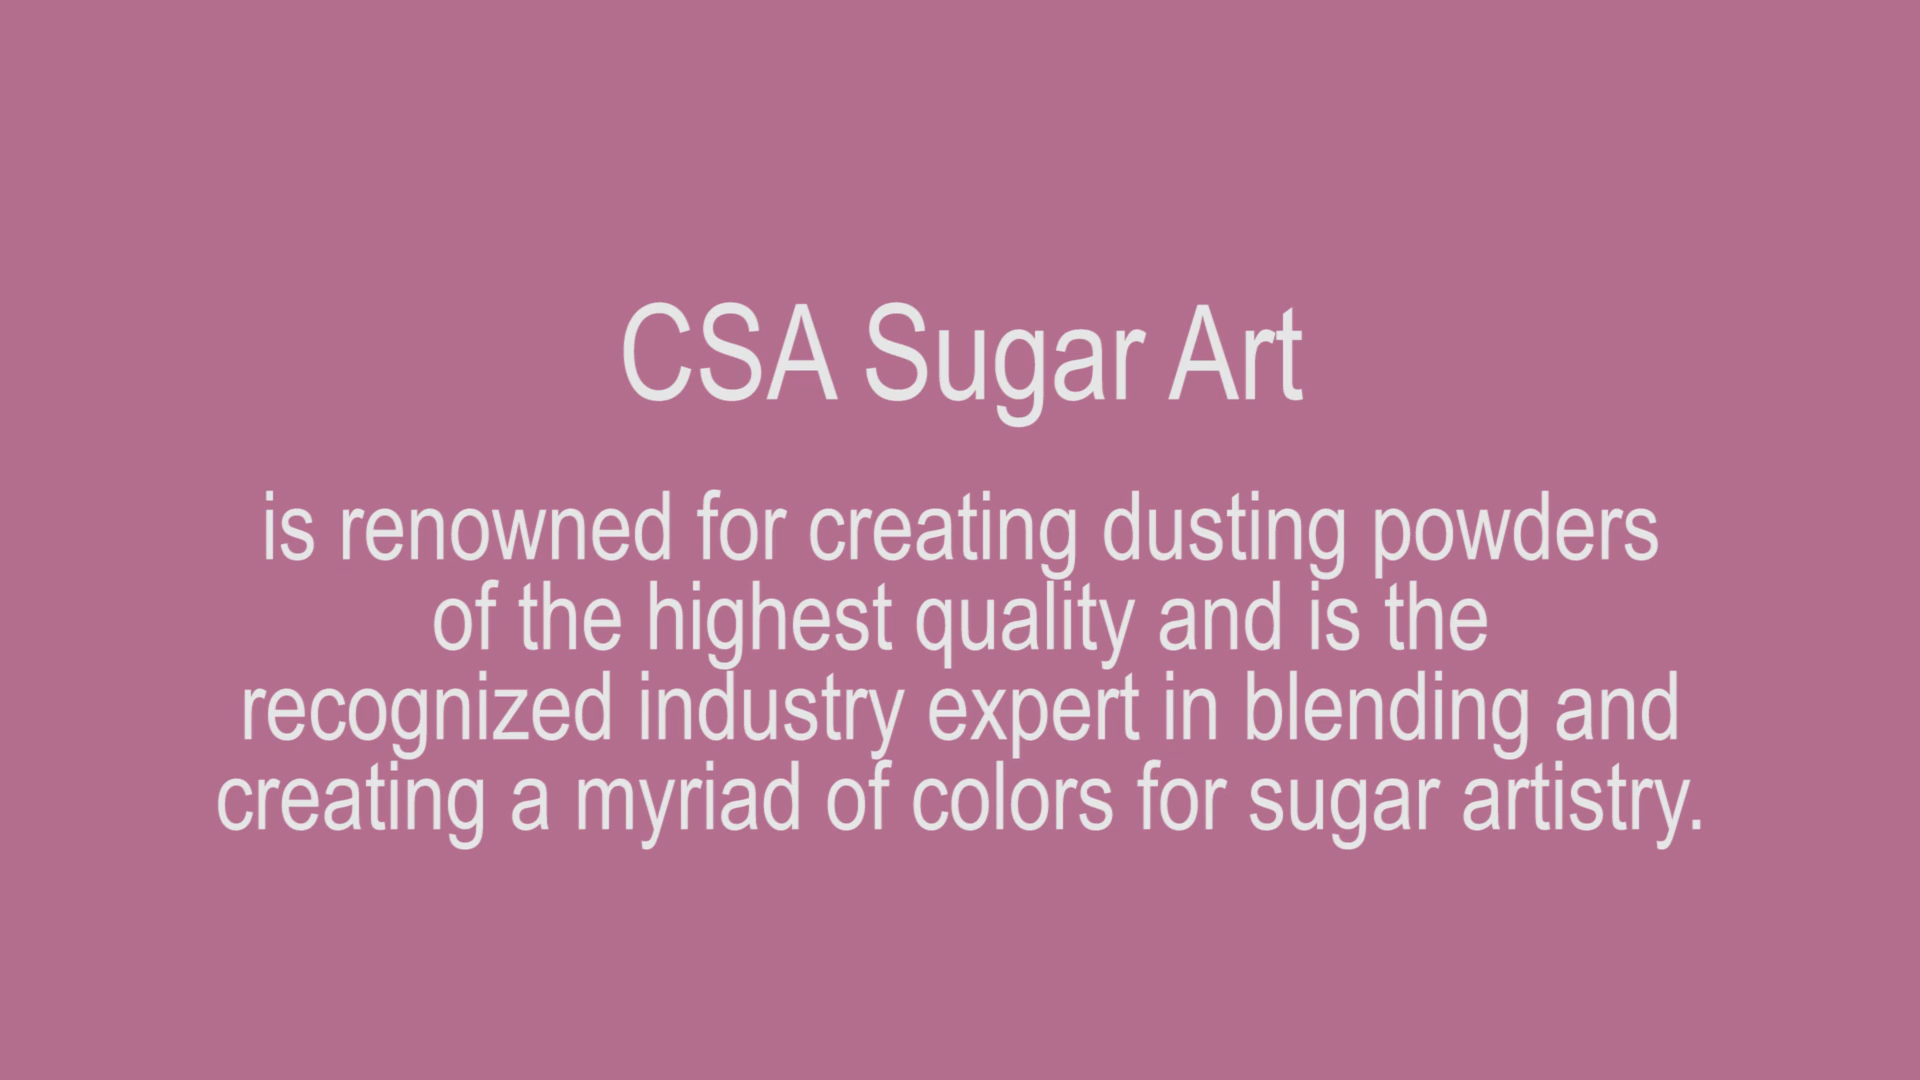 CSA Sugar Art
is renowned for creating dusting powders
of the highest quality and is the
recognized industry expert in blending and
creating a myriad of colors for sugar artistry.